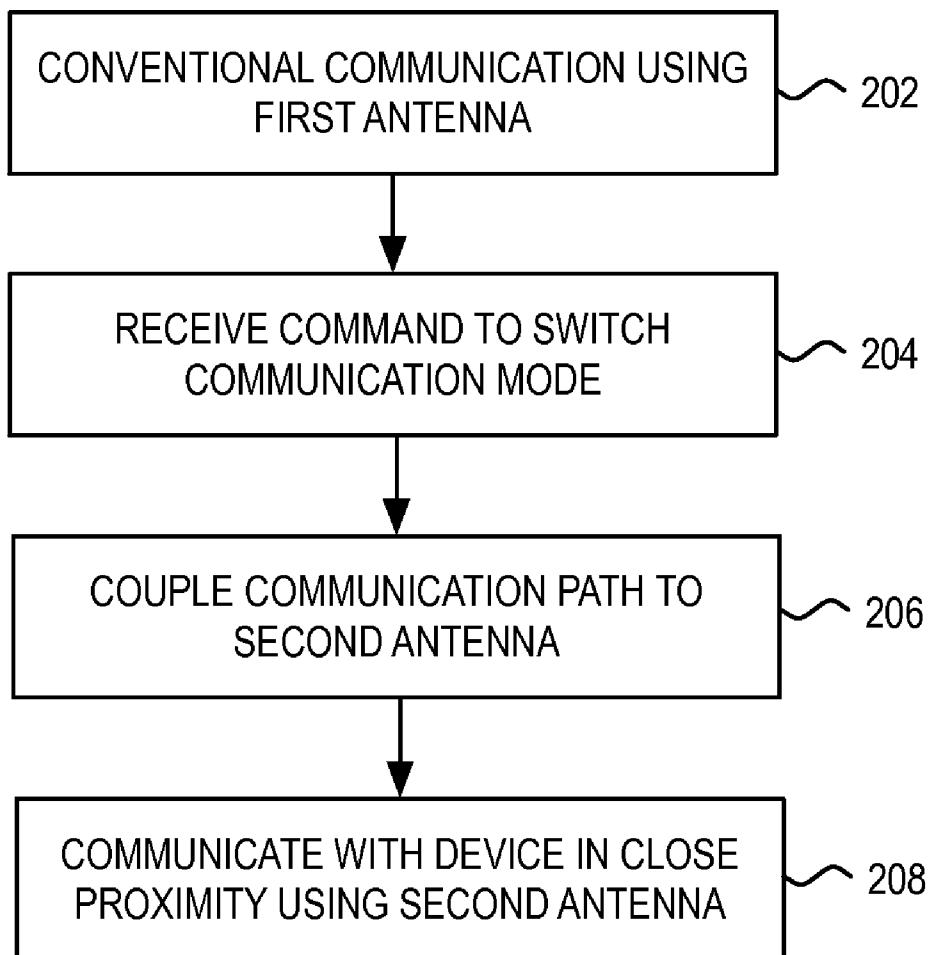 CONVENTIONAL COMMUNICATION USING
FIRST ANTENNA
202
RECEIVE COMMAND TO SWITCH
COMMUNICATION MODE
204
COUPLE COMMUNICATION PATH TO
SECOND ANTENNA
206
COMMUNICATE WITH DEVICE IN CLOSE
PROXIMITY USING SECOND ANTENNA
208